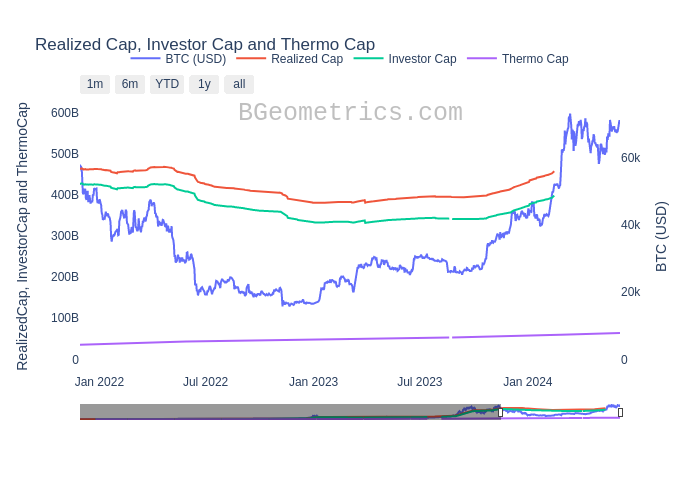 Realized Cap, Investor Cap and Thermo Cap
BTC (USD) Realized Cap Investor Cap Thermo Cap
1m 6m YTD 1y all
BGeometrics.com
600B
500B
400B
300B
200B
100B
0
RealizedCap, InvestorCap and ThermoCap
60k
40k
20k
0
BTC (USD)
Jan 2022 Jul 2022 Jan 2023 Jul 2023 Jan 2024